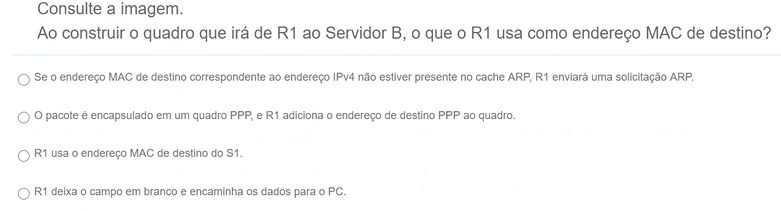 Consulte a imagem.
Ao construir o quadro que irá de R1 ao Servidor B, o que o R1 usa como endereço MAC de destino?
Se o endereço MAC de destino correspondente ao endereço IPv4 não estiver presente no cache ARP, R1 enviará uma solicitação ARP.
O pacote é encapsulado em um quadro PPP, e R1 adiciona o endereço de destino PPP ao quadro.
R1 usa o endereço MAC de destino do S1.
R1 deixa o campo em branco e encaminha os dados para o PC.